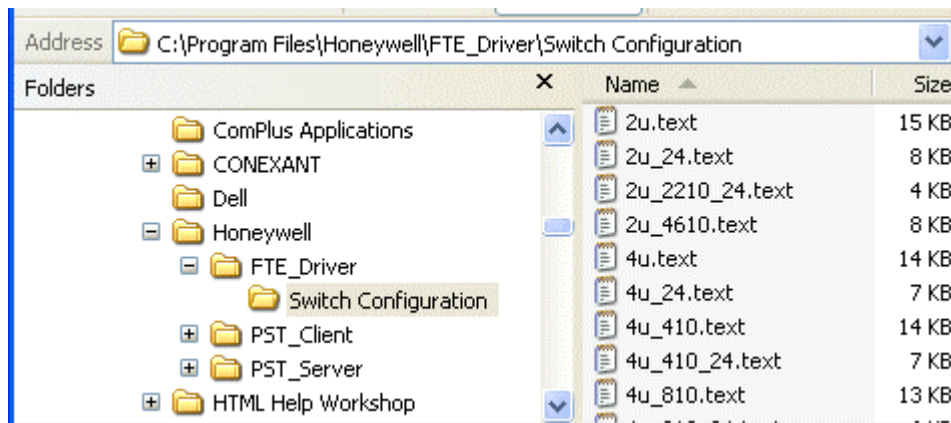 Address C:\Program Files\Honeywell\FTE_Driver\Switch Configuration
Folders
ComPlus Applications
CONEXANT
Dell
Honeywell
FTE_Driver
Switch Configuration
PST_Client
PST_Server
HTML Help Workshop
Name Size
2u.text 15 KB
2u_24.text 8 KB
2u_2210_24.text 4 KB
2u_4610.text 8 KB
4u.text 14 KB
4u_24.text 7 KB
4u_410.text 14 KB
4u_410_24.text 7 KB
4u_810.text 13 KB